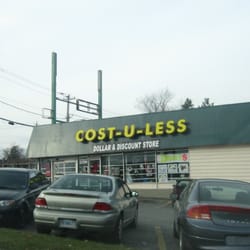 COST-U-LESS
DOLLAR & DISCOUNT STORE